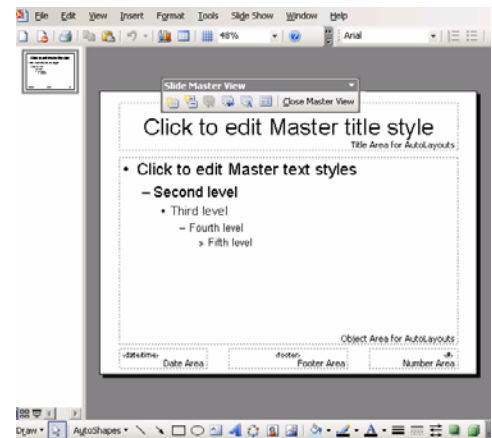 File Edit View Insert Format Tools Slide Show Window Help
48% Arial
Slide Master View
Close Master View
Click to edit Master title style
Title Area for AutoLayouts
• Click to edit Master text styles
– Second level
• Third level
– Fourth level
» Fifth level
Object Area for AutoLayouts
<date/time> <footer> <#>
Date Area Footer Area Number Area
Draw AutoShapes